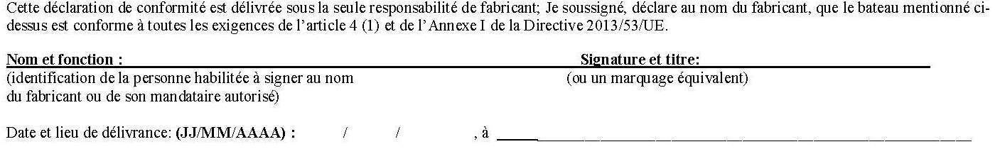 Cette déclaration de conformité est délivrée sous la seule responsabilité de fabricant; Je soussigné, déclare au nom du fabricant, que le bateau mentionné ci-
dessus est conforme à toutes les exigences de l'article 4 (1) et de l'Annexe I de la Directive 2013/53/UE.
Nom et fonction : Signature et titre:
(identification de la personne habilitée à signer au nom (ou un marquage équivalent)
du fabricant ou de son mandataire autorisé)
Date et lieu de délivrance: (JJ/MM/AAAA) : / / , à ____